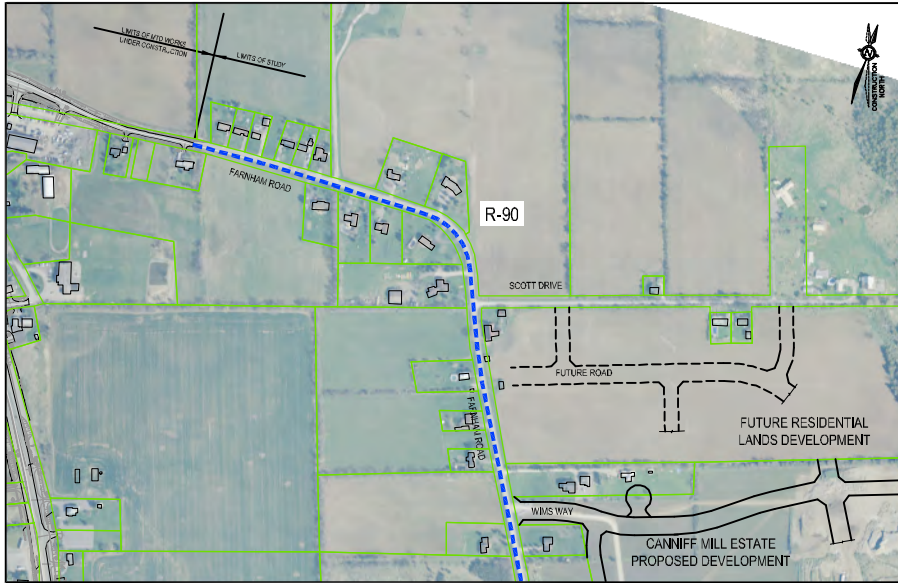 LIMITS OF MTO WORKS
UNDER CONSTRUCTION
LIMITS OF STUDY
N
CONSTRUCTION
NORTH
FARNHAM ROAD
R-90
SCOTT DRIVE
FUTURE ROAD
FARNHAM ROAD
FUTURE RESIDENTIAL
LANDS DEVELOPMENT
WIMS WAY
CANNIFF MILL ESTATE
PROPOSED DEVELOPMENT